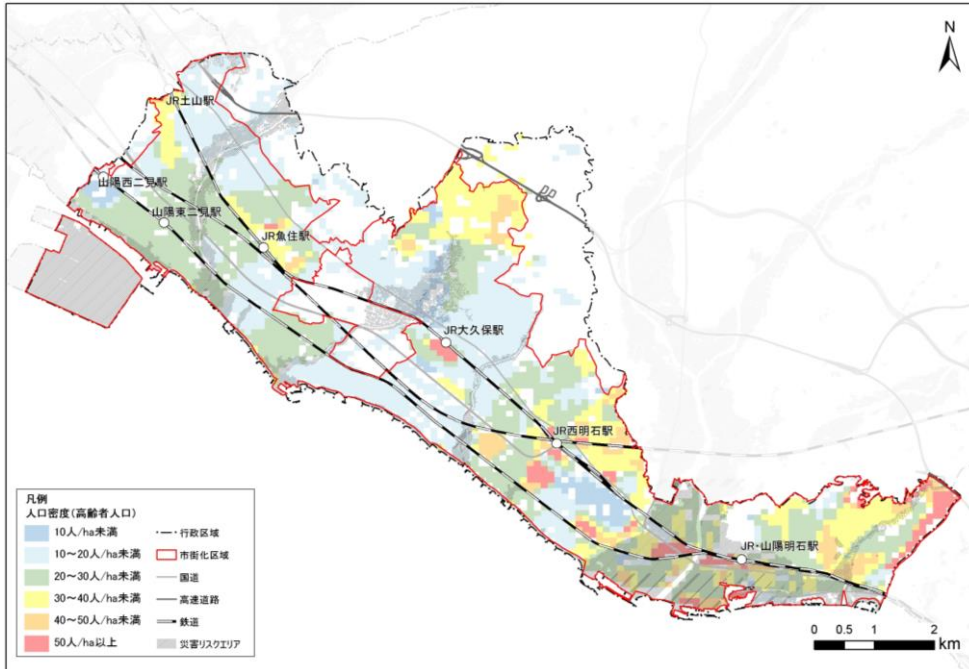 N
JR土山駅
山陽西二見駅
山陽東二見駅
JR魚住駅
JR大久保駅
JR西明石駅
JR・山陽明石駅
凡例
人口密度(高齢者人口)
10人/ha未満
10～20人/ha未満
20～30人/ha未満
30～40人/ha未満
40～50人/ha未満
50人/ha以上
行政区域
市街化区域
国道
高速道路
鉄道
災害リスクエリア
0 0.5 1 2
km